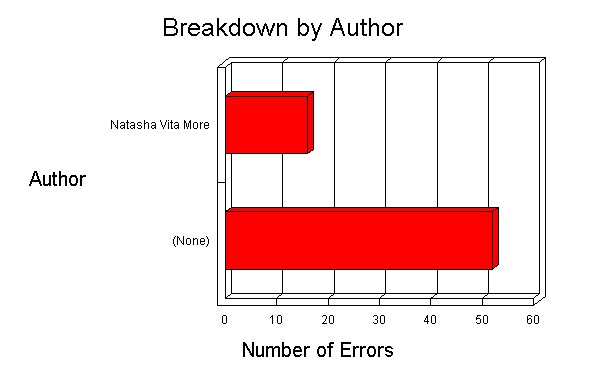 Breakdown by Author
Natasha Vita More
Author
(None)
0 10 20 30 40 50 60
Number of Errors